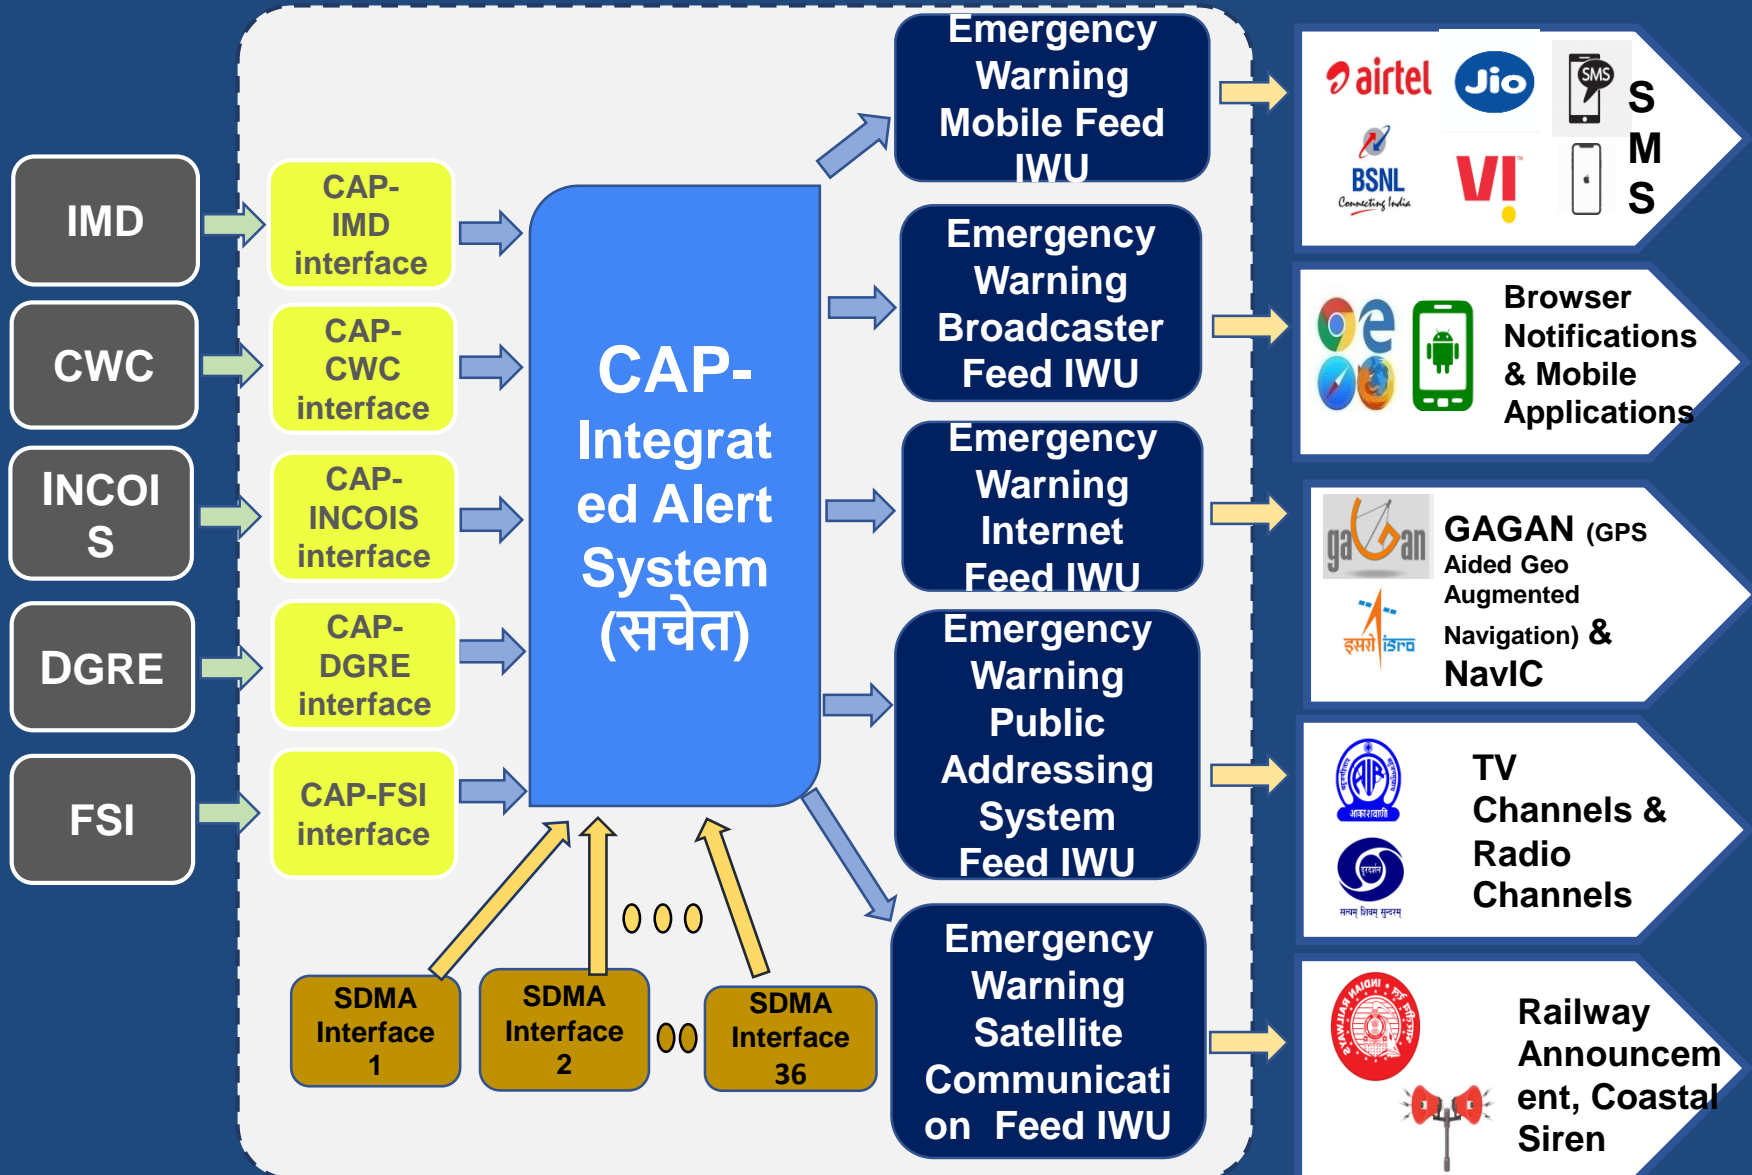 IMD
CWC
INCOI
S
DGRE
FSI
CAP-
IMD
interface
CAP-
CWC
interface
CAP-
INCOIS
interface
CAP-
DGRE
interface
CAP-FSI
interface
CAP-
Integrat
ed Alert
System
(सचेत)
SDMA
Interface
1
SDMA
Interface
2
SDMA
Interface
36
Emergency
Warning
Mobile Feed
IWU
Emergency
Warning
Broadcaster
Feed IWU
Emergency
Warning
Internet
Feed IWU
Emergency
Warning
Public
Addressing
System
Feed IWU
Emergency
Warning
Satellite
Communicati
on Feed IWU
airtel
Jio
SMS
BSNL
Connecting India
VI
S
M
S
Browser
Notifications
& Mobile
Applications
gagan
इसरो isro
GAGAN (GPS
Aided Geo
Augmented
Navigation) &
NavIC
AIR
आकाशवाणी
दूरदर्शन
सत्यम् शिवम् सुन्दरम्
TV
Channels &
Radio
Channels
INDIAN RAILWAYS
Railway
Announcem
ent, Coastal
Siren